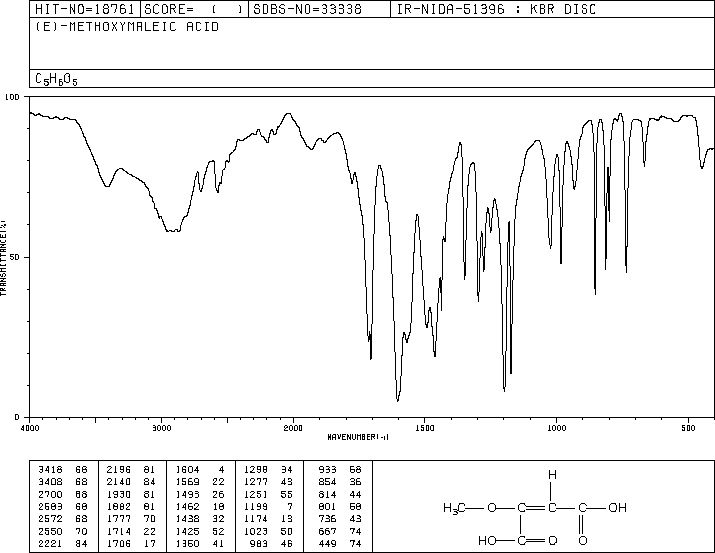 HIT-NO=18761 SCORE= ( ) SDBS-NO=33338 IR-NIDA-51396 : KBR DISC
(E)-METHOXYMALEIC ACID
C5H6O5
100
50
0
TRANSMITTANCE(%)
4000 3000 2000 1500 1000 500
WAVENUMBER(-1)
3418 68 2196 81 1604 4 1298 34 933 68
3408 68 2140 84 1569 22 1277 43 854 36
2700 68 1930 81 1493 26 1251 55 814 44
2583 68 1882 81 1462 18 1199 7 801 58
2572 68 1777 70 1438 32 1174 13 736 43
2550 70 1714 22 1425 52 1023 50 667 74
2221 84 1706 17 1350 41 983 46 449 74
H
H3C O C C C OH
HO C O O